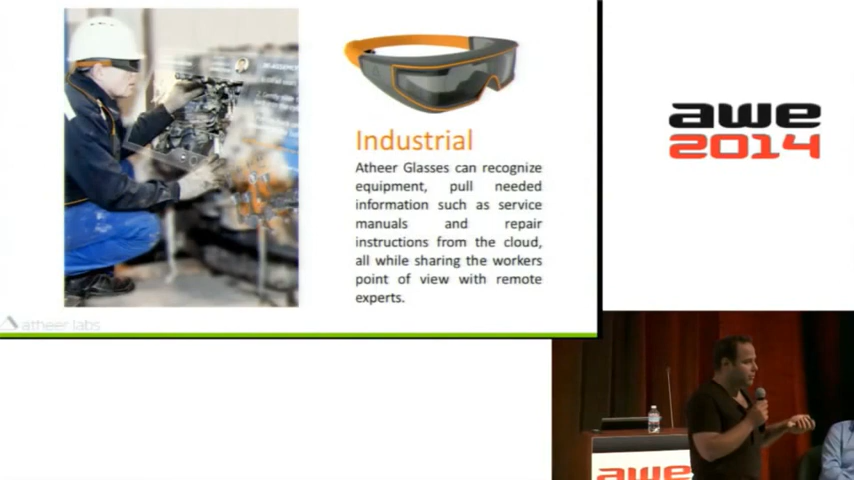 Industrial
Atheer Glasses can recognize
equipment, pull needed
information such as service
manuals and repair
instructions from the cloud,
all while sharing the workers
point of view with remote
experts.
atheer labs
awe
2014
awe